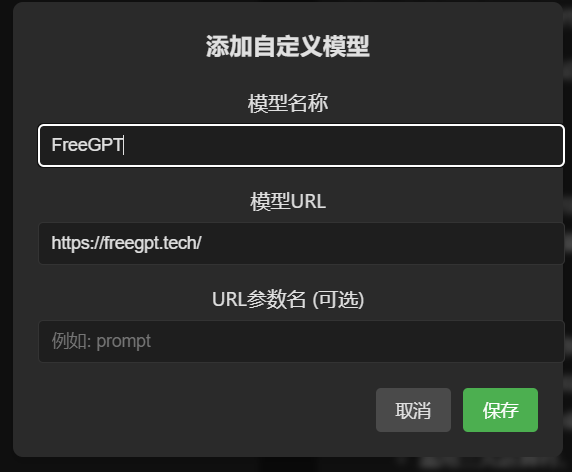 添加自定义模型
模型名称
FreeGPT
模型URL
https://freegpt.tech/
URL参数名 (可选)
例如: prompt
取消
保存